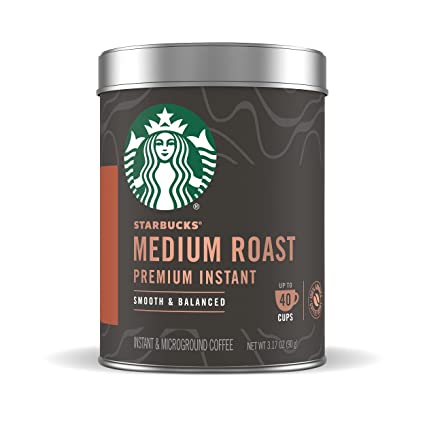 STARBUCKS®
MEDIUM ROAST
PREMIUM INSTANT
SMOOTH & BALANCED
UP TO
40
CUPS
INSTANT & MICROGROUND COFFEE
NET WT 3.17 OZ (90 g)